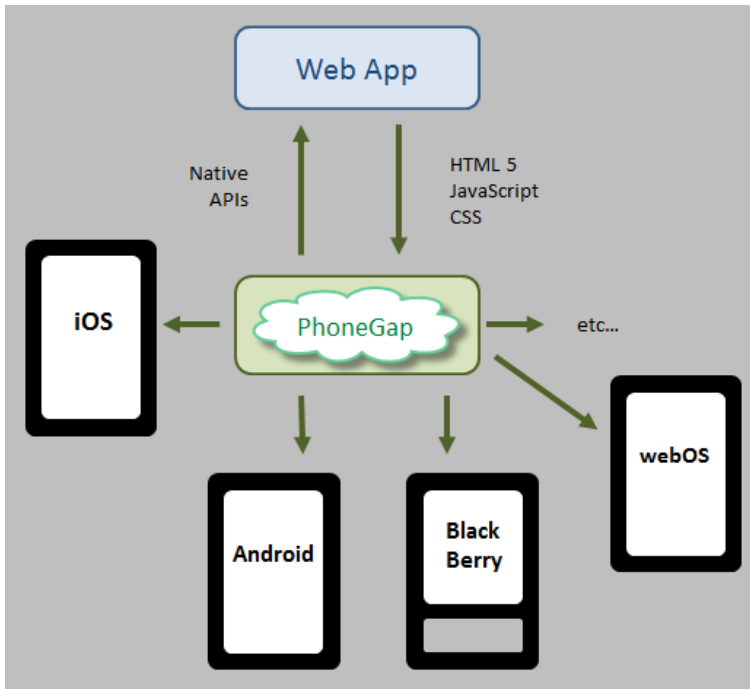 Web App
Native
APIs
HTML 5
JavaScript
CSS
iOS
PhoneGap
etc...
webOS
Android
Black
Berry